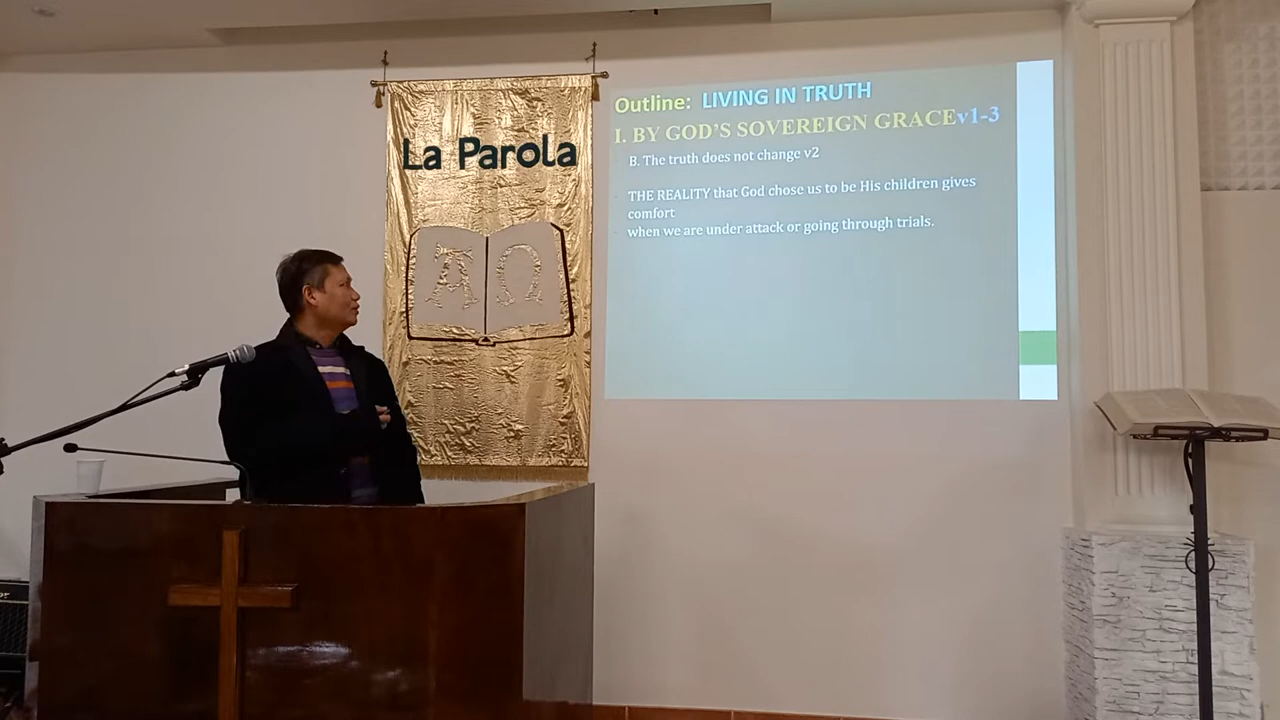 La Parola
Α Ω
Outline: LIVING IN TRUTH
I. BY GOD'S SOVEREIGN GRACEv1-3
B. The truth does not change v2
THE REALITY that God chose us to be His children gives
comfort
when we are under attack or going through trials.